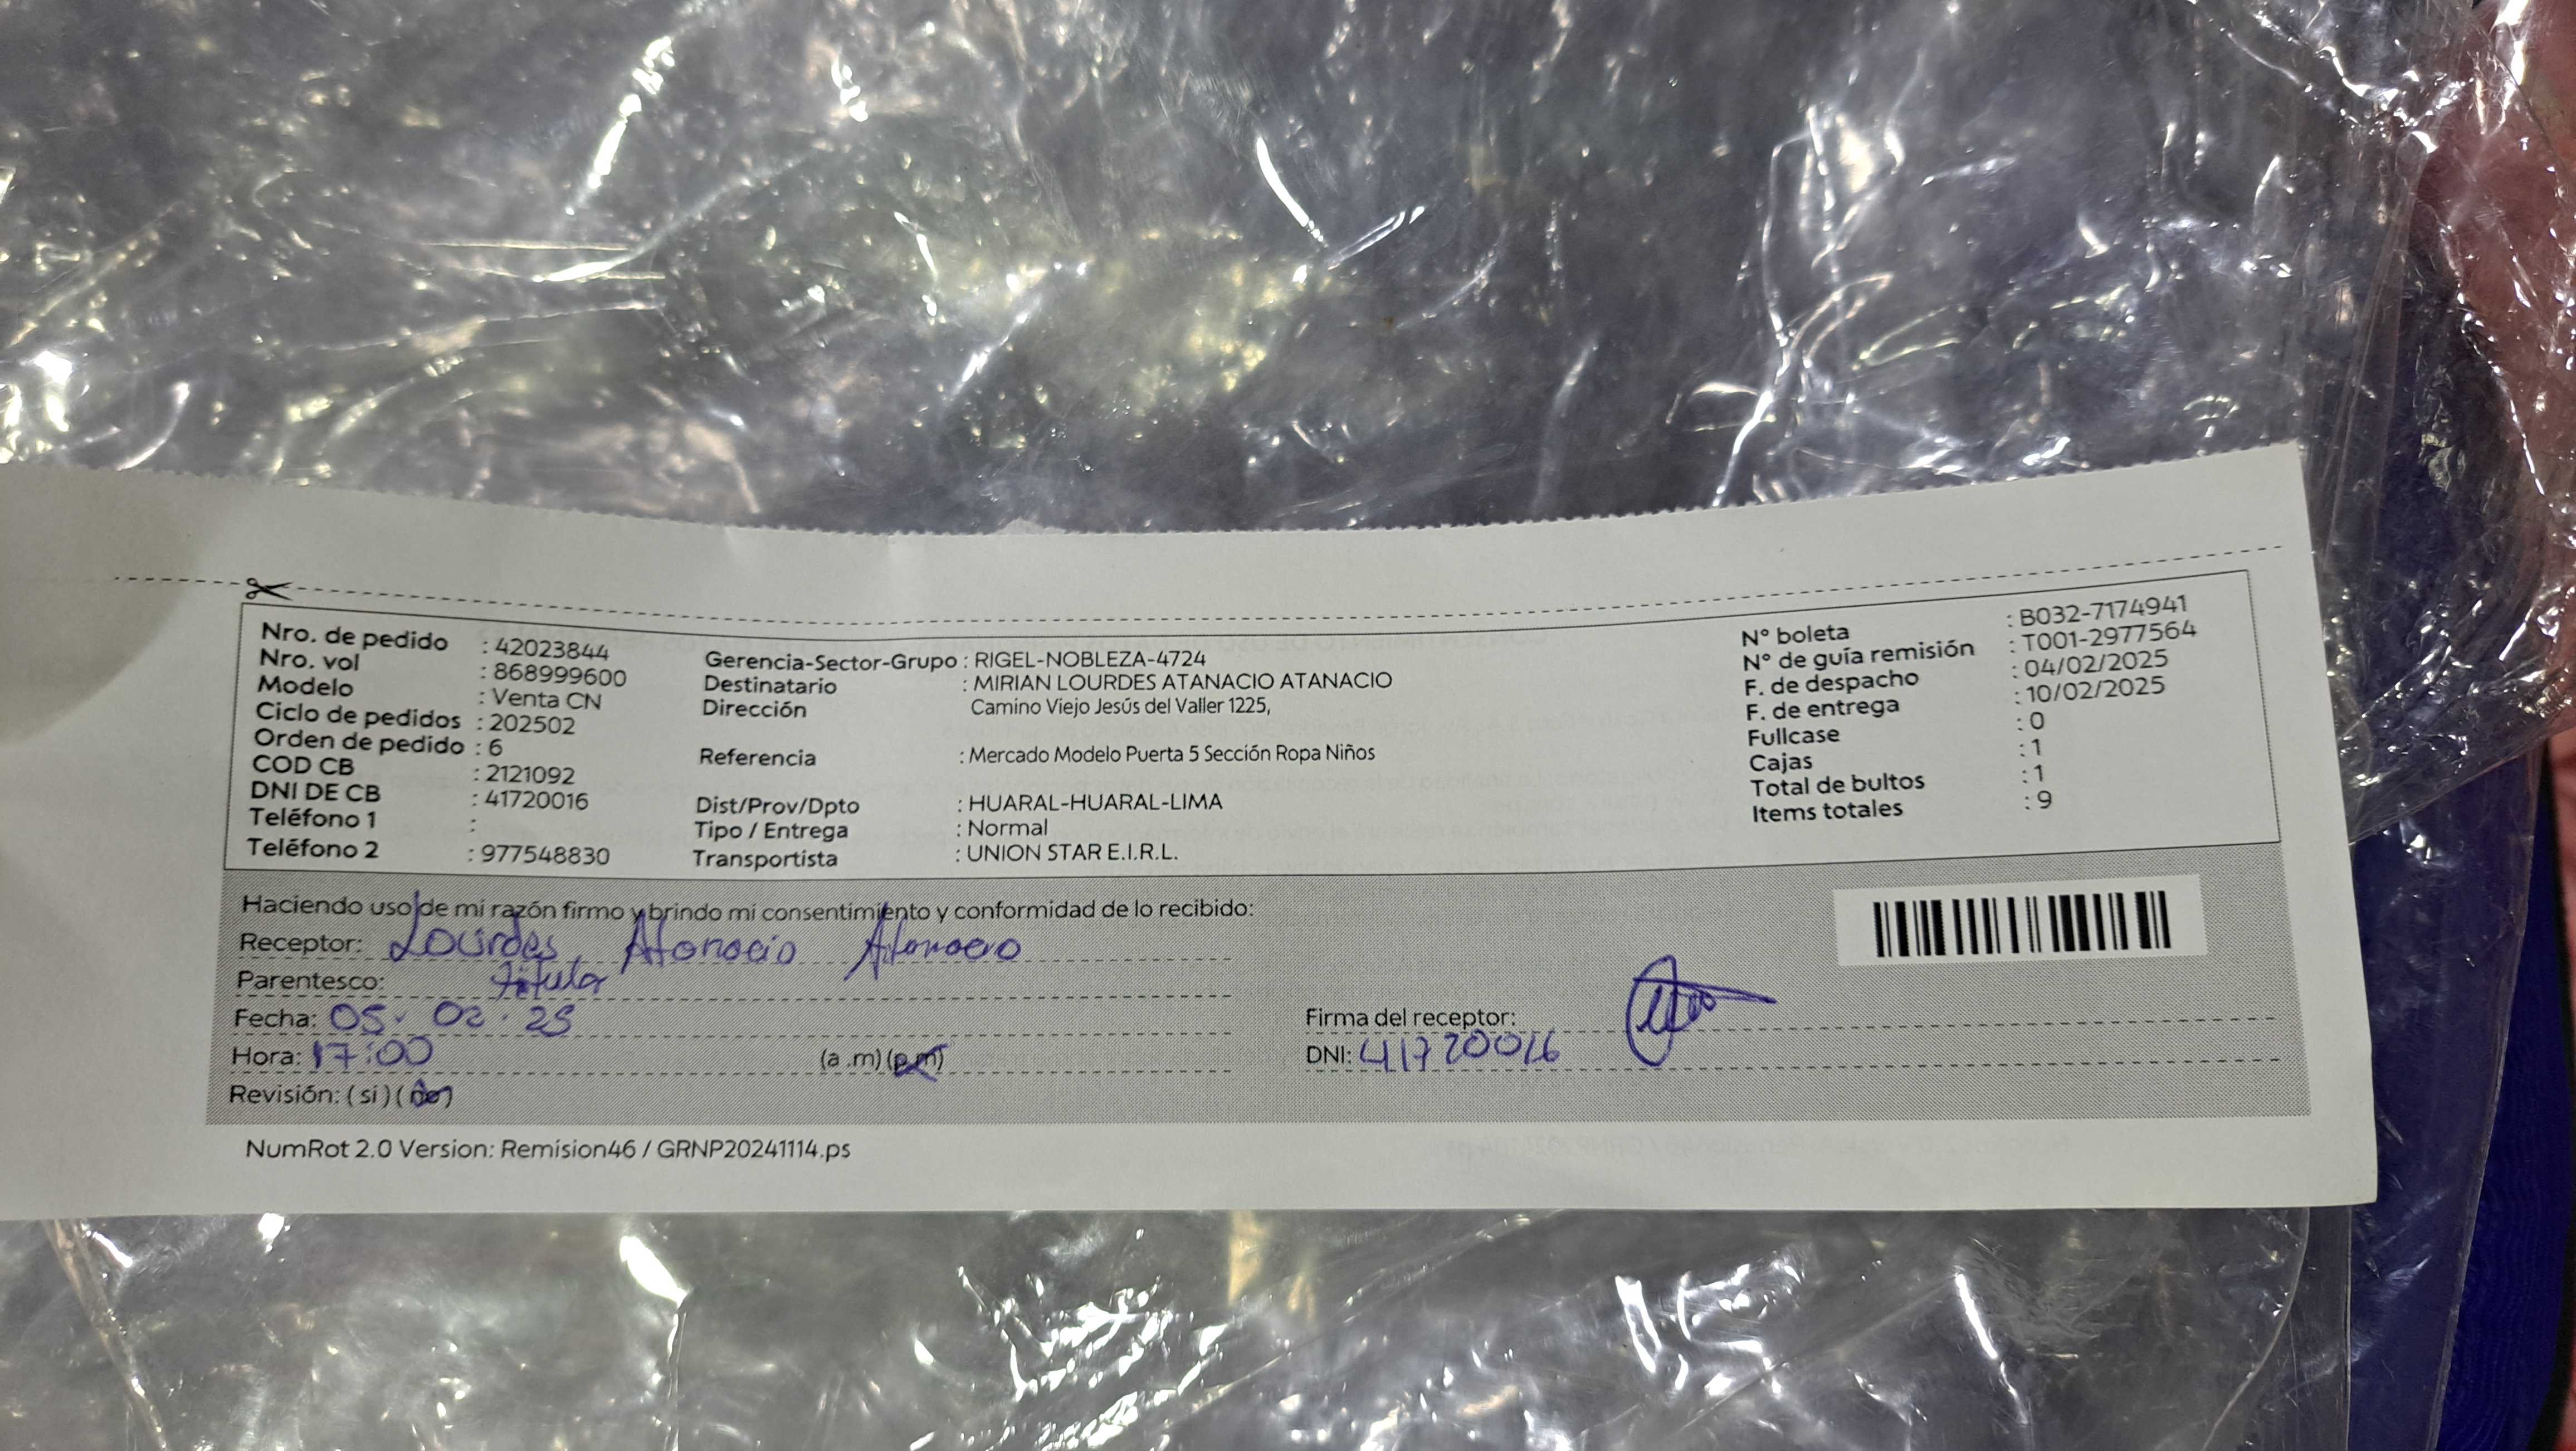 Nro. de pedido : 42023844
Nro. vol : 868999600
Modelo : Venta CN
Ciclo de pedidos : 202502
Orden de pedido : 6
COD CB : 2121092
DNI DE CB : 41720016
Teléfono 1 :
Teléfono 2 : 977548830
Gerencia-Sector-Grupo : RIGEL-NOBLEZA-4724
Destinatario : MIRIAN LOURDES ATANACIO ATANACIO
Dirección Camino Viejo Jesús del Valler 1225,
Referencia : Mercado Modelo Puerta 5 Sección Ropa Niños
Dist/Prov/Dpto : HUARAL-HUARAL-LIMA
Tipo / Entrega : Normal
Transportista : UNION STAR E.I.R.L.
N° boleta : B032-7174941
N° de guía remisión : T001-2977564
F. de despacho : 04/02/2025
F. de entrega : 10/02/2025
Fullcase : 0
Cajas : 1
Total de bultos : 1
Items totales : 9
Haciendo uso de mi razón firmo y brindo mi consentimiento y conformidad de lo recibido:
Receptor: Lourdes Atanacio Atanacio
Parentesco: titular
Fecha: 05. 02. 25
Hora: 17:00 (a .m) (p.m)
Revisión: ( si ) ( no )
Firma del receptor:
DNI: 41720016
NumRot 2.0 Version: Remision46 / GRNP20241114.ps